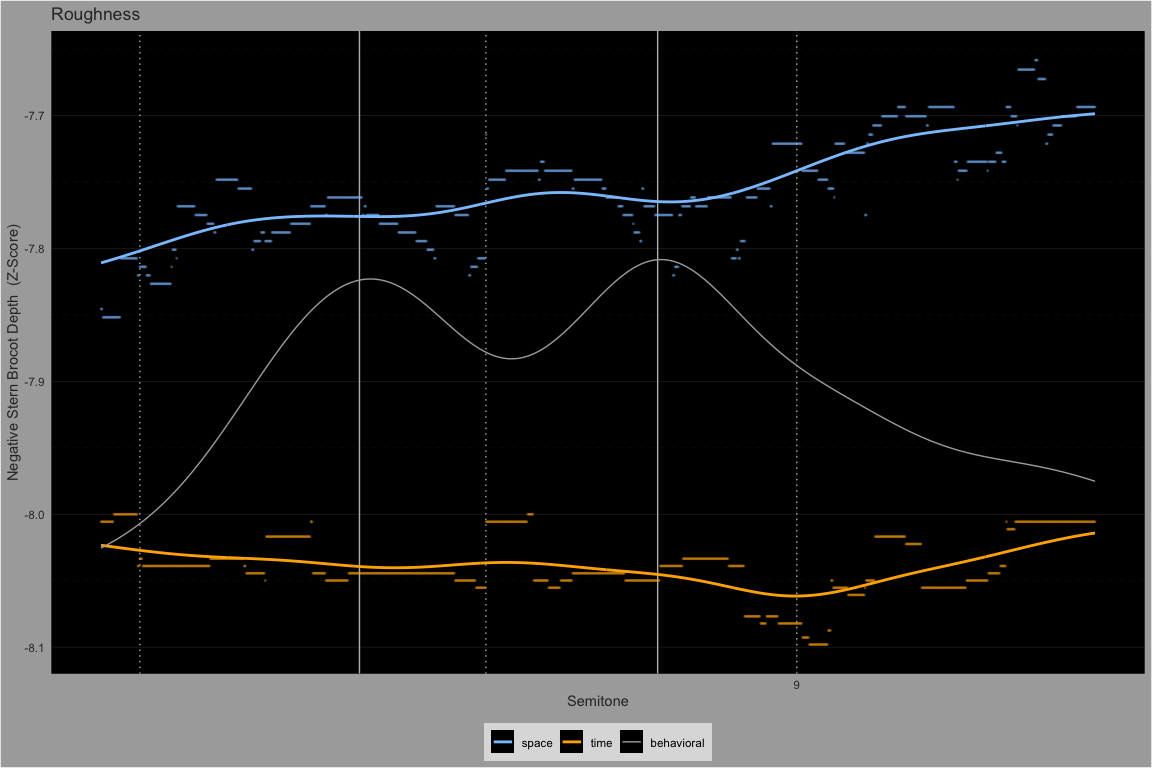 Roughness
Negative Stern Brocot Depth (Z-Score)
-7.7
-7.8
-7.9
-8.0
-8.1
9
Semitone
space time behavioral